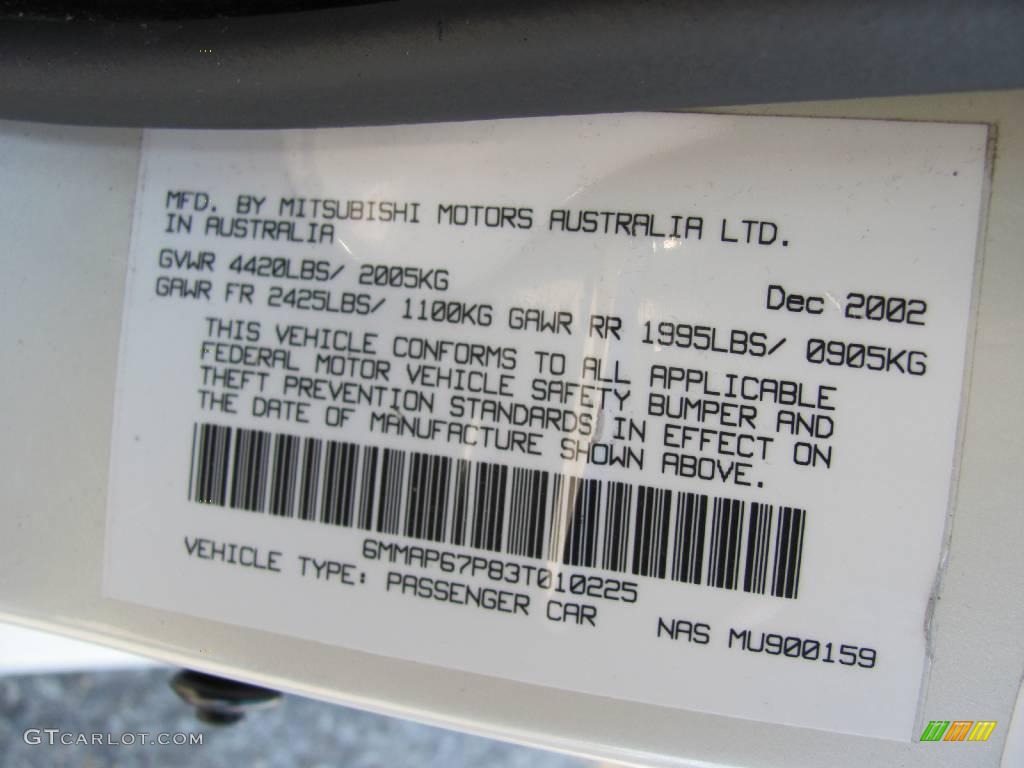 MFD. BY MITSUBISHI MOTORS AUSTRALIA LTD.
IN AUSTRALIA
GVWR 4420LBS/ 2005KG
Dec 2002
GAWR FR 2425LBS/ 1100KG GAWR RR 1995LBS/ 0905KG
THIS VEHICLE CONFORMS TO ALL APPLICABLE
FEDERAL MOTOR VEHICLE SAFETY BUMPER AND
THEFT PREVENTION STANDARDS IN EFFECT ON
THE DATE OF MANUFACTURE SHOWN ABOVE.
6MMAP67P83T010225
VEHICLE TYPE: PASSENGER CAR
NAS MU900159
GTCARLOT.COM